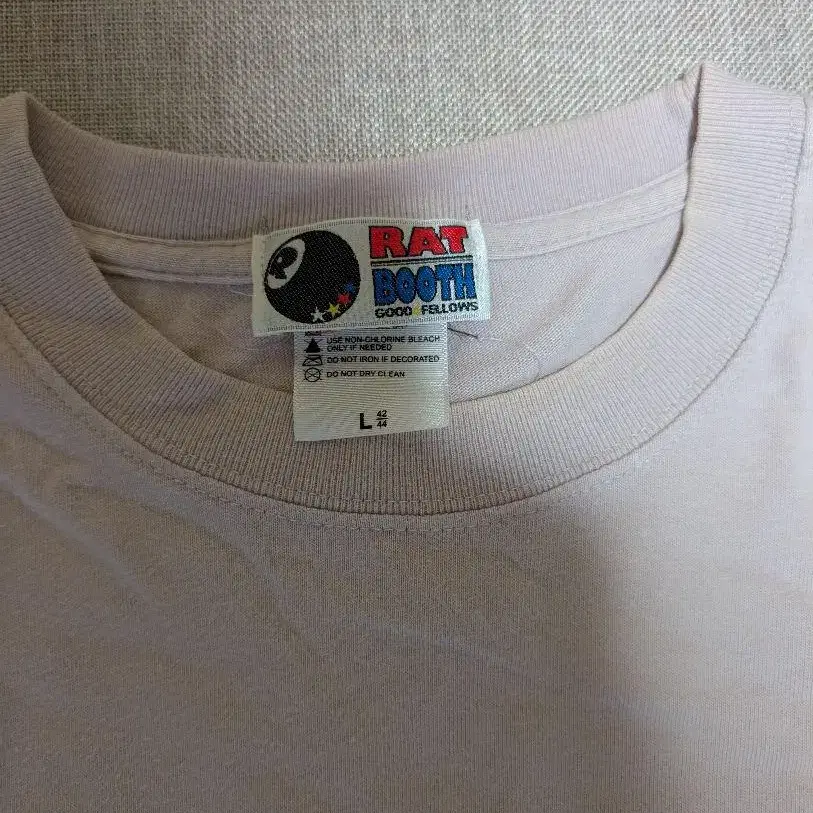 RAT
BOOTH
GOOD★FELLOWS
USE NON-CHLORINE BLEACH
ONLY IF NEEDED
DO NOT IRON IF DECORATED
DO NOT DRY CLEAN
L 42
44